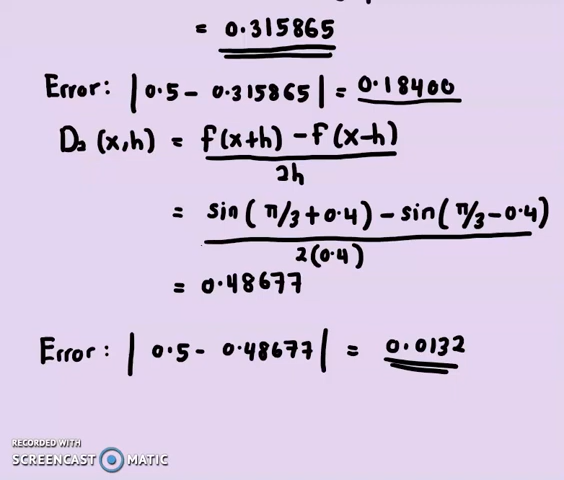 = 0.315865
Error: | 0.5 - 0.315865 | = 0.18400
D₂ (x,h) = f(x+h) - f(x-h)
2h
= sin( π/3 + 0.4) - sin( π/3 - 0.4)
2(0.4)
= 0.48677
Error: | 0.5 - 0.48677 | = 0.0132
RECORDED WITH
SCREENCAST MATIC